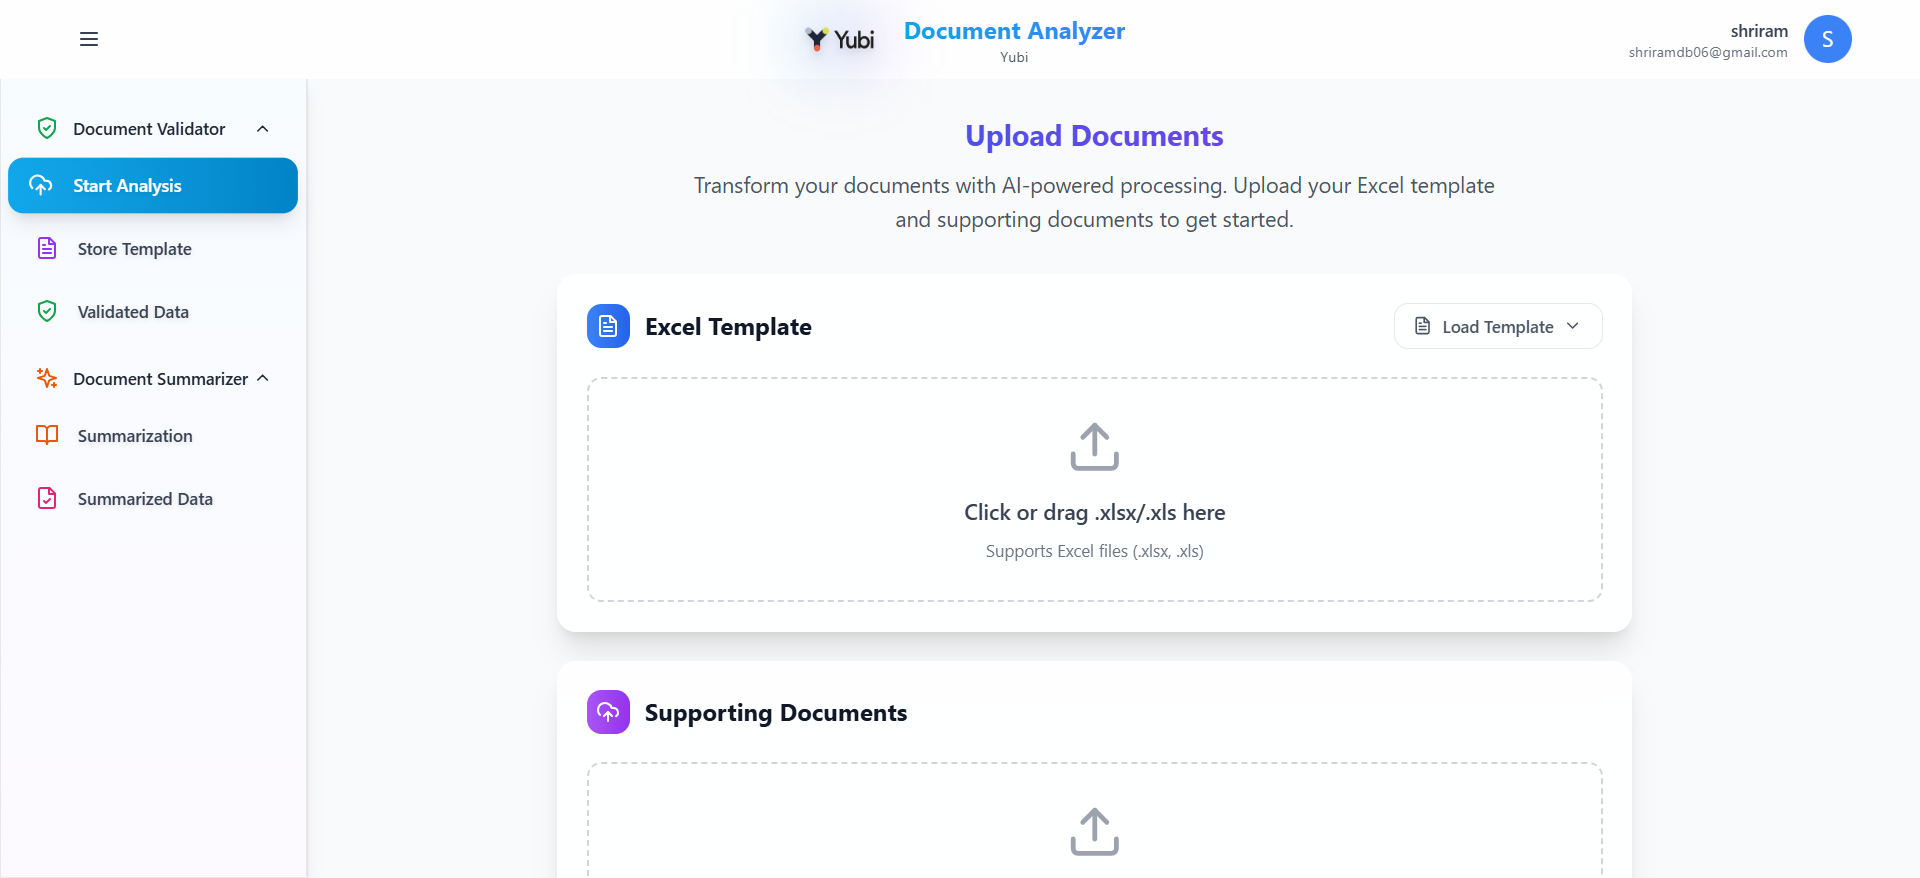 Yubi
Document Analyzer
Yubi
shriram
shriramdb06@gmail.com
S
Document Validator
Start Analysis
Store Template
Validated Data
Document Summarizer
Summarization
Summarized Data
Upload Documents
Transform your documents with AI-powered processing. Upload your Excel template
and supporting documents to get started.
Excel Template
Load Template
Click or drag .xlsx/.xls here
Supports Excel files (.xlsx, .xls)
Supporting Documents